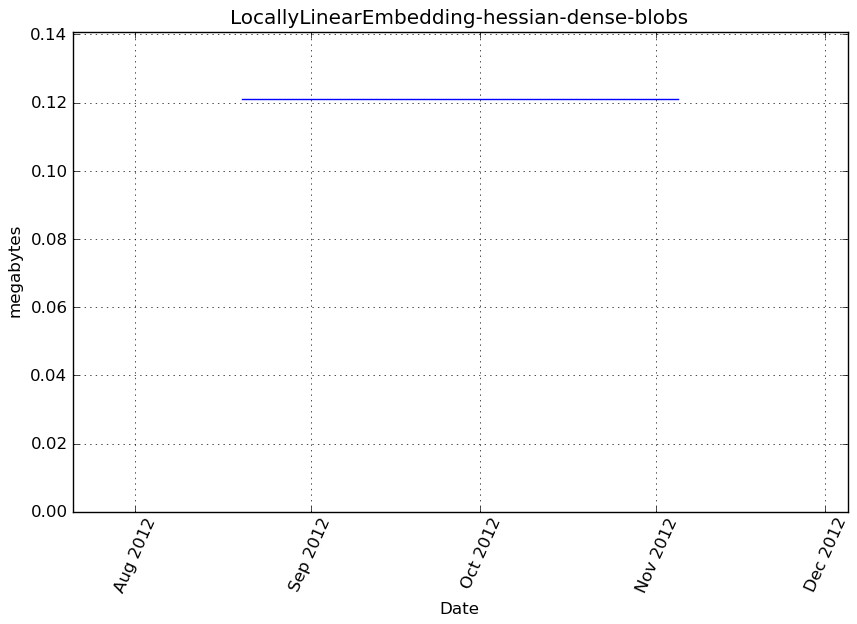 LocallyLinearEmbedding-hessian-dense-blobs
0.14
0.12
0.10
0.08
0.06
0.04
0.02
0.00
megabytes
Aug 2012
Sep 2012
Oct 2012
Nov 2012
Dec 2012
Date